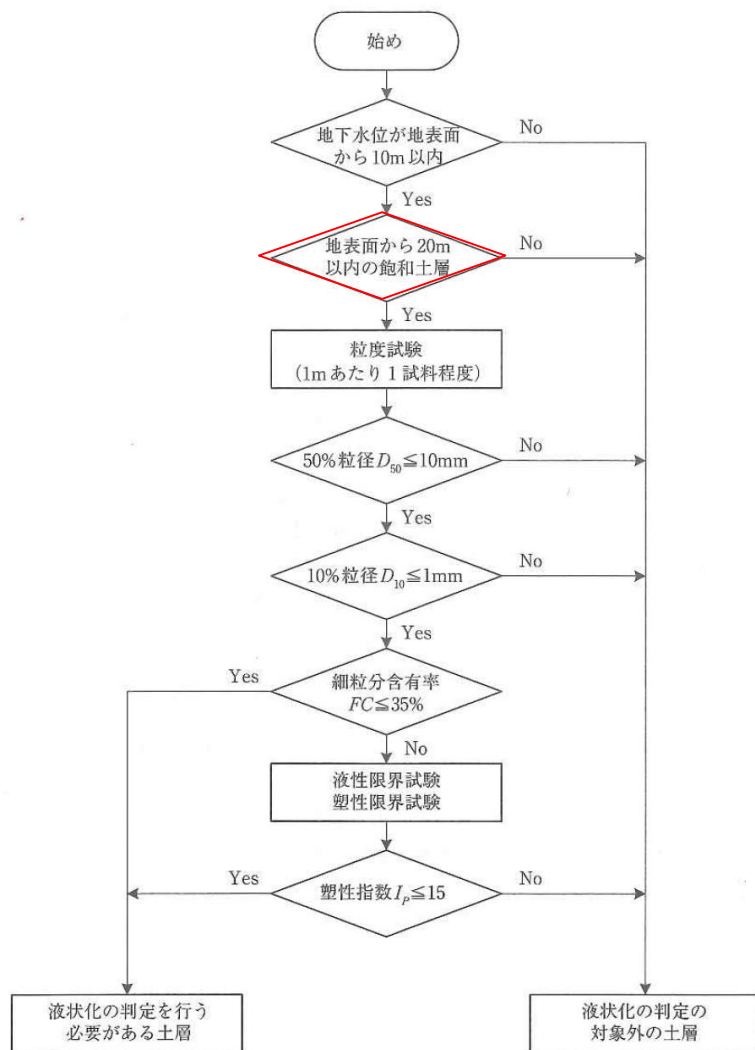 始め
地下水位が地表面
から10m以内
No
Yes
地表面から20m
以内の飽和土層
No
Yes
粒度試験
(1mあたり1試料程度)
50%粒径D50≦10mm
No
Yes
10%粒径D10≦1mm
No
Yes
細粒分含有率
FC≦35%
Yes
No
液性限界試験
塑性限界試験
塑性指数IP≦15
Yes
No
液状化の判定を行う
必要がある土層
液状化の判定の
対象外の土層